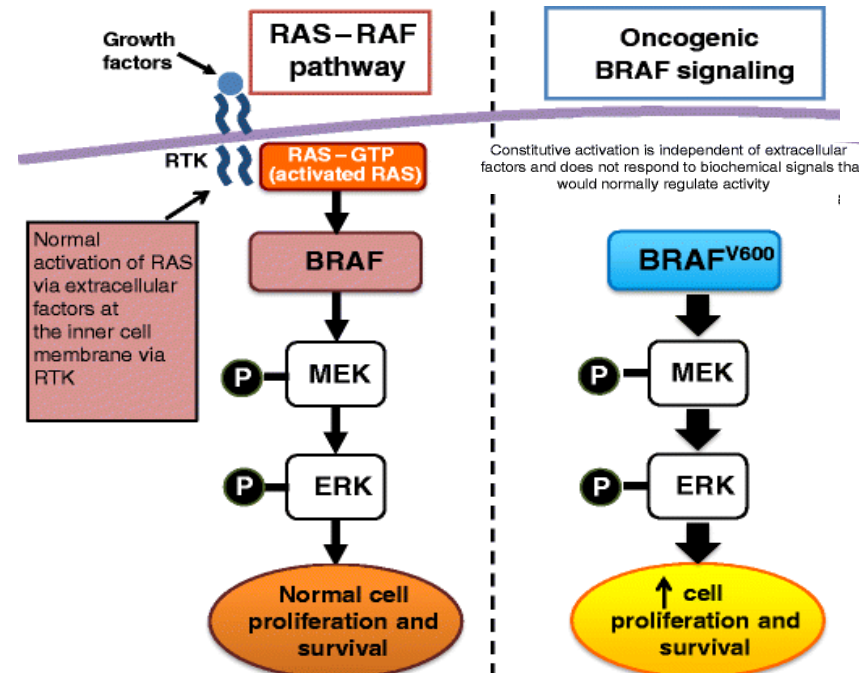 Growth
factors
RAS–RAF
pathway
RTK
RAS–GTP
(activated RAS)
Normal
activation of RAS
via extracellular
factors at
the inner cell
membrane via
RTK
BRAF
P
MEK
P
ERK
Normal cell
proliferation and
survival
Oncogenic
BRAF signaling
Constitutive activation is independent of extracellular
factors and does not respond to biochemical signals tha
would normally regulate activity
BRAFV600
P
MEK
P
ERK
↑ cell
proliferation and
survival